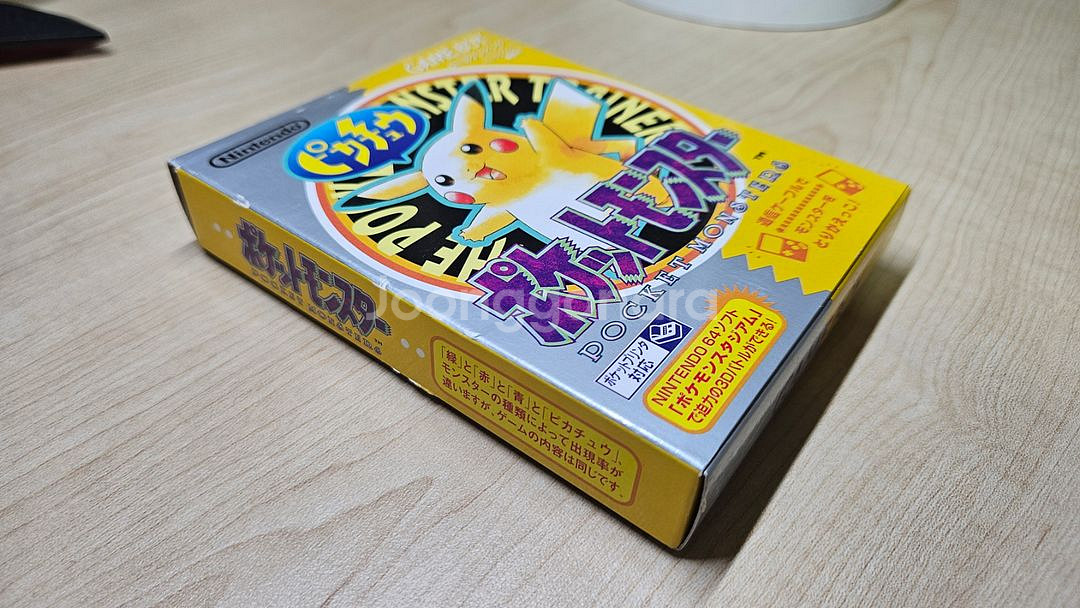 GAME BOY
Nintendo
ピカチュウ
ポケットモンスター
POCKET MONSTERS
TM
通信ケーブルで
モンスターを
とりかえっこ!
ポケットプリンタ
対応
NINTENDO 64ソフト
「ポケモンスタジアム」
で迫力の3Dバトルができる!
ポケットモンスター
POCKET MONSTERS
TM
「緑」と「赤」と「青」と「ピカチュウ」、
モンスターの種類によって出現率が
違いますが、ゲームの内容は同じです。
Joonggonara